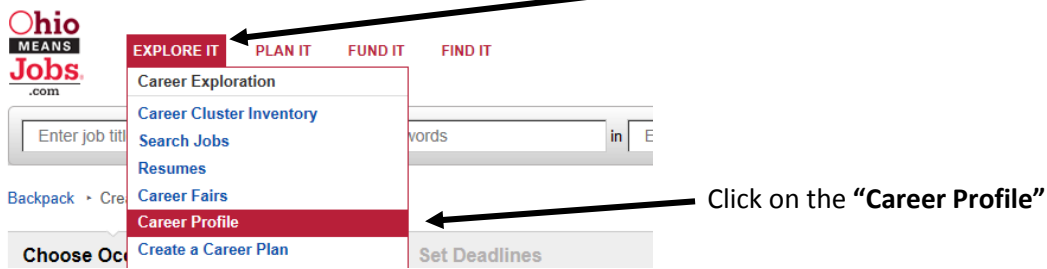 Ohio
MEANS
Jobs.
.com
EXPLORE IT PLAN IT FUND IT FIND IT
Career Exploration
Career Cluster Inventory
Enter job titl words in E
Search Jobs
Resumes
Backpack ▸ Cre Career Fairs
Career Profile
Click on the “Career Profile”
Choose Occ Create a Career Plan Set Deadlines